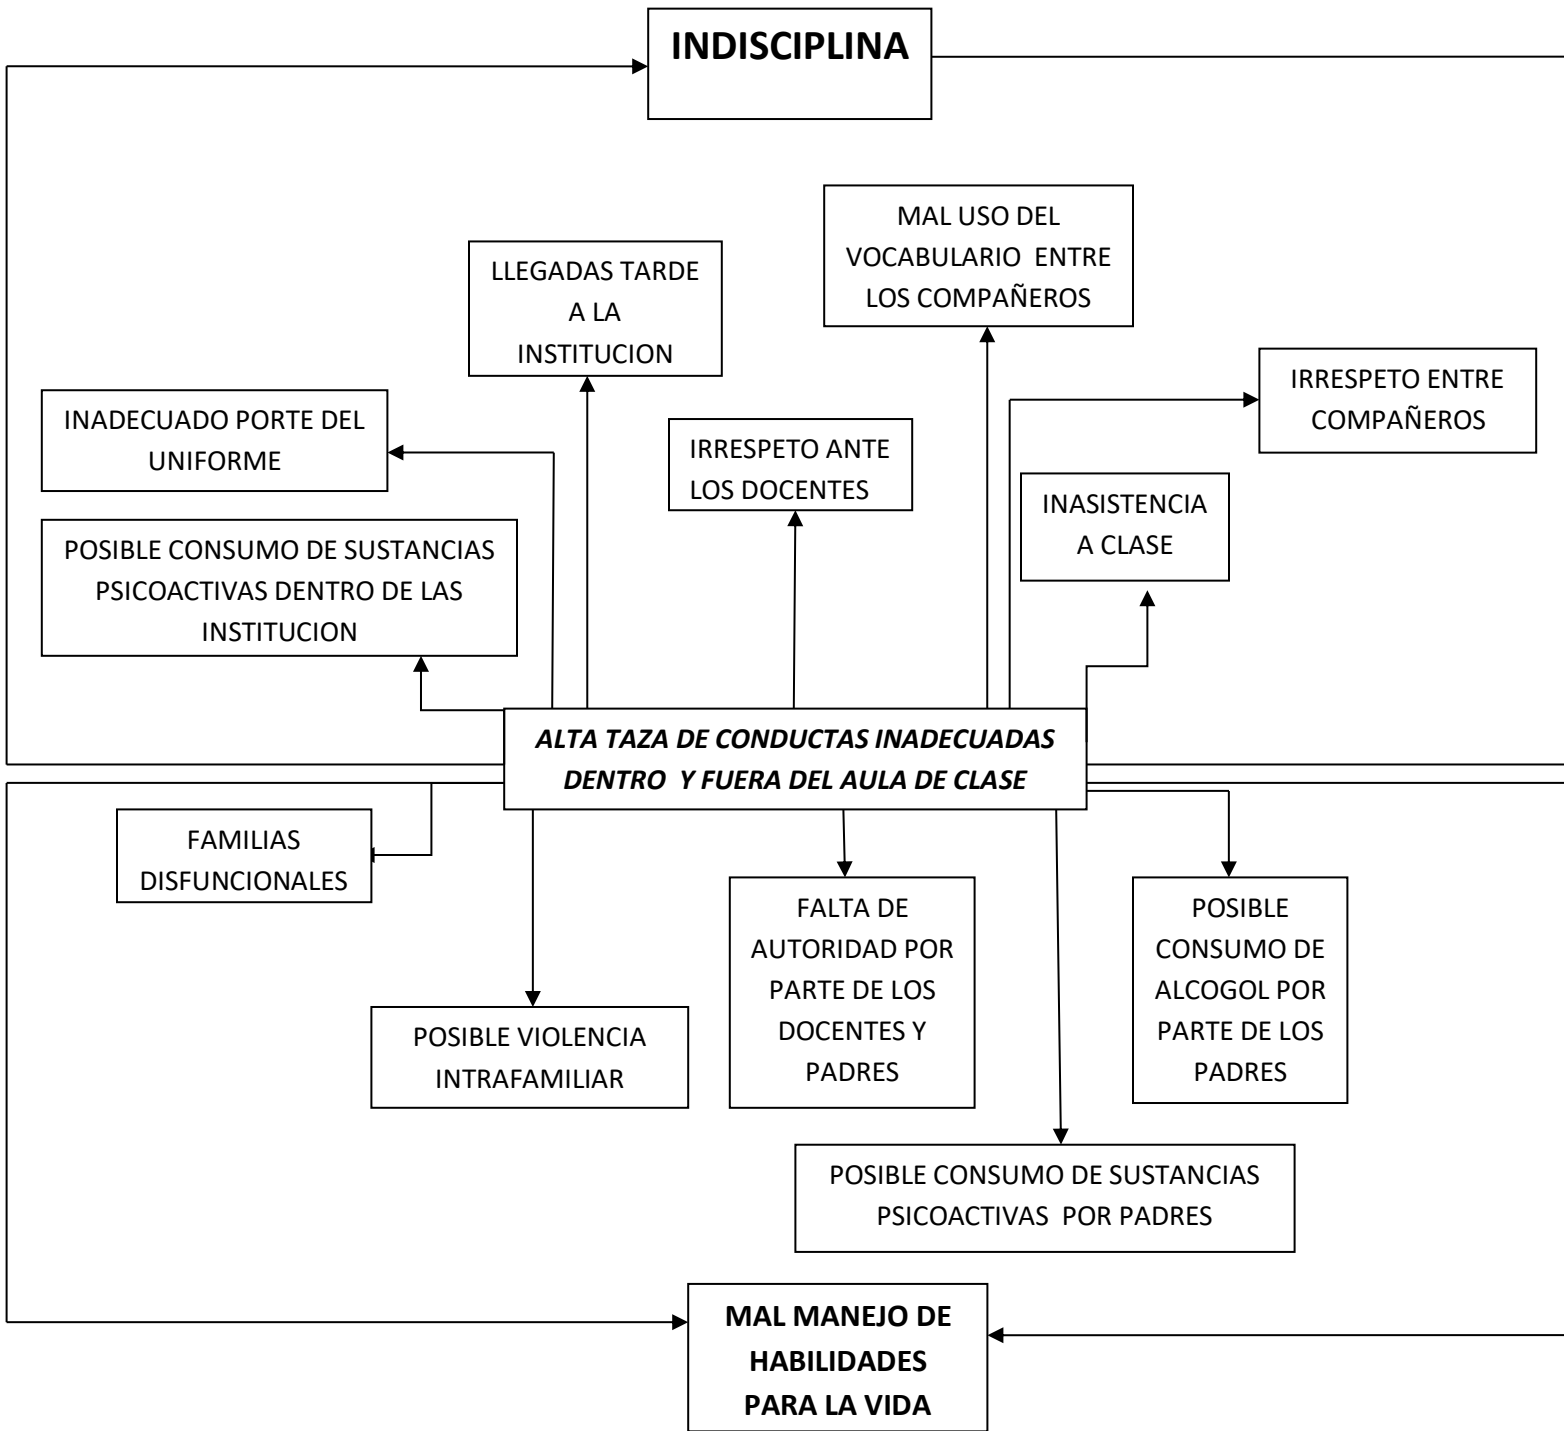 INDISCIPLINA
MAL USO DEL
VOCABULARIO  ENTRE
LOS COMPAÑEROS
LLEGADAS TARDE
A LA
INSTITUCION
IRRESPETO ENTRE
COMPAÑEROS
INADECUADO PORTE DEL
UNIFORME
IRRESPETO ANTE
LOS DOCENTES
INASISTENCIA
A CLASE
POSIBLE CONSUMO DE SUSTANCIAS
PSICOACTIVAS DENTRO DE LAS
INSTITUCION
ALTA TAZA DE CONDUCTAS INADECUADAS
DENTRO  Y FUERA DEL AULA DE CLASE
FAMILIAS
DISFUNCIONALES
POSIBLE VIOLENCIA
INTRAFAMILIAR
FALTA DE
AUTORIDAD POR
PARTE DE LOS
DOCENTES Y
PADRES
POSIBLE
CONSUMO DE
ALCOGOL POR
PARTE DE LOS
PADRES
POSIBLE CONSUMO DE SUSTANCIAS
PSICOACTIVAS  POR PADRES
MAL MANEJO DE
HABILIDADES
PARA LA VIDA